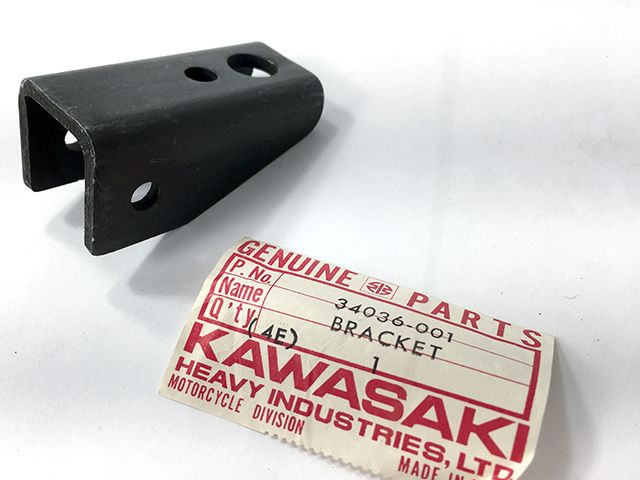 GENUINE PARTS
P. No. 34036-001
Name BRACKET
Q'ty (4E) 1
KAWASAKI
HEAVY INDUSTRIES, LTD.
MOTORCYCLE DIVISION
MADE IN